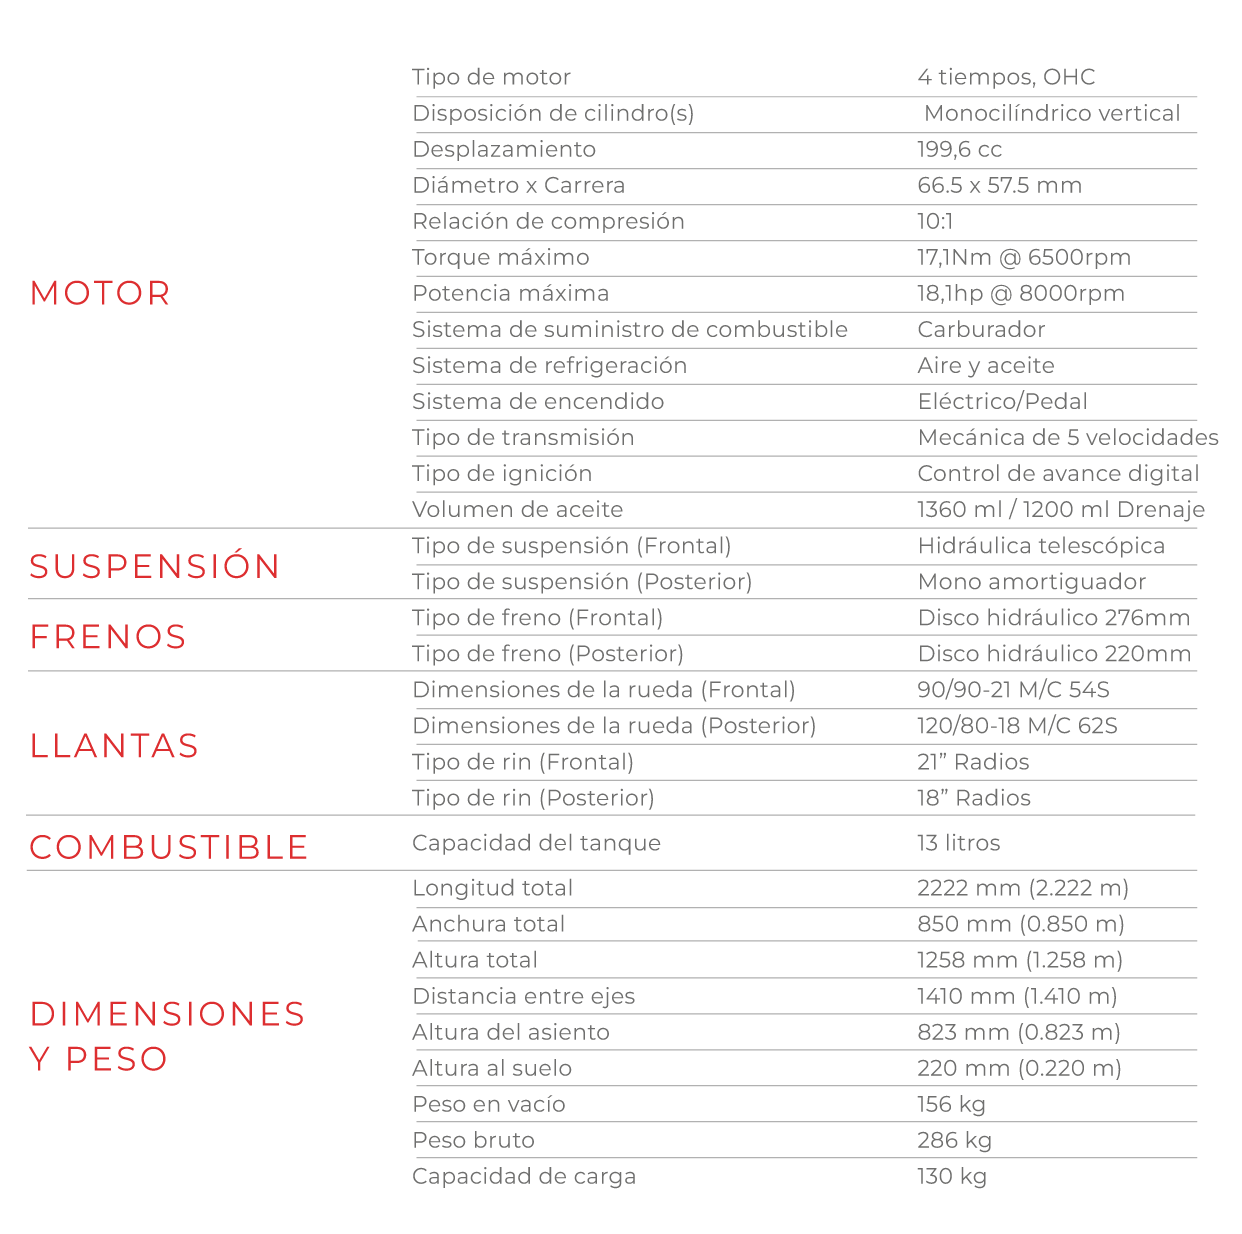 MOTOR
Tipo de motor 4 tiempos, OHC
Disposición de cilindro(s) Monocilíndrico vertical
Desplazamiento 199,6 cc
Diámetro x Carrera 66.5 x 57.5 mm
Relación de compresión 10:1
Torque máximo 17,1Nm @ 6500rpm
Potencia máxima 18,1hp @ 8000rpm
Sistema de suministro de combustible Carburador
Sistema de refrigeración Aire y aceite
Sistema de encendido Eléctrico/Pedal
Tipo de transmisión Mecánica de 5 velocidades
Tipo de ignición Control de avance digital
Volumen de aceite 1360 ml / 1200 ml Drenaje
SUSPENSIÓN
Tipo de suspensión (Frontal) Hidráulica telescópica
Tipo de suspensión (Posterior) Mono amortiguador
FRENOS
Tipo de freno (Frontal) Disco hidráulico 276mm
Tipo de freno (Posterior) Disco hidráulico 220mm
LLANTAS
Dimensiones de la rueda (Frontal) 90/90-21 M/C 54S
Dimensiones de la rueda (Posterior) 120/80-18 M/C 62S
Tipo de rin (Frontal) 21” Radios
Tipo de rin (Posterior) 18” Radios
COMBUSTIBLE
Capacidad del tanque 13 litros
DIMENSIONES
Y PESO
Longitud total 2222 mm (2.222 m)
Anchura total 850 mm (0.850 m)
Altura total 1258 mm (1.258 m)
Distancia entre ejes 1410 mm (1.410 m)
Altura del asiento 823 mm (0.823 m)
Altura al suelo 220 mm (0.220 m)
Peso en vacío 156 kg
Peso bruto 286 kg
Capacidad de carga 130 kg